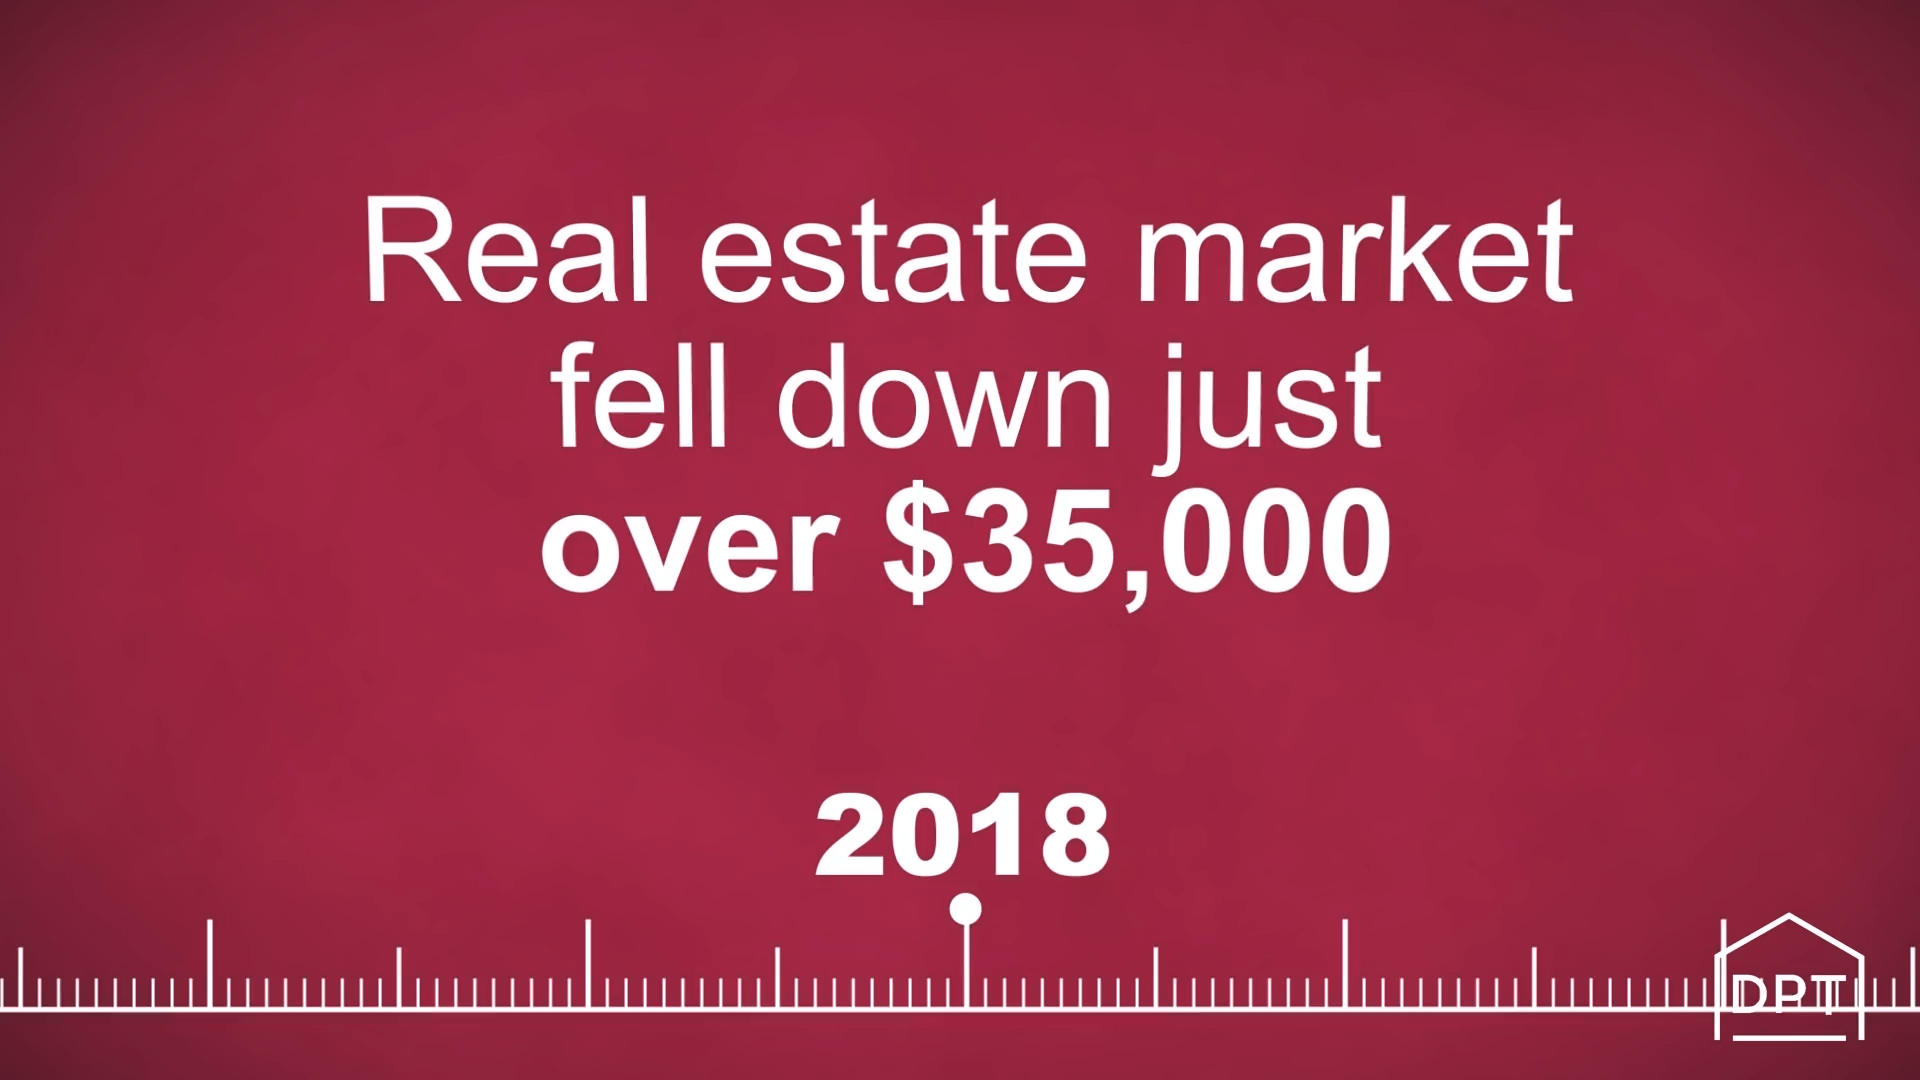 Real estate market
fell down just
over $35,000
2018
DPT